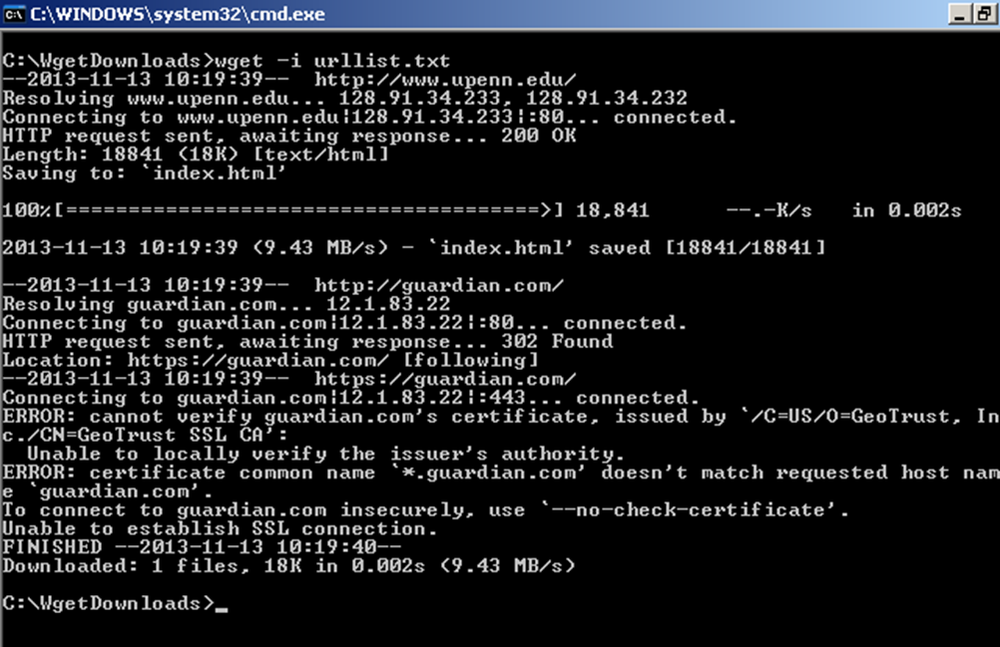 C:\WINDOWS\system32\cmd.exe
C:\WgetDownloads>wget -i urllist.txt
--2013-11-13 10:19:39--  http://www.upenn.edu/
Resolving www.upenn.edu... 128.91.34.233, 128.91.34.232
Connecting to www.upenn.edu|128.91.34.233|:80... connected.
HTTP request sent, awaiting response... 200 OK
Length: 18841 (18K) [text/html]
Saving to: `index.html'
100%[======================================>] 18,841      --.-K/s   in 0.002s
2013-11-13 10:19:39 (9.43 MB/s) - `index.html' saved [18841/18841]
--2013-11-13 10:19:39--  http://guardian.com/
Resolving guardian.com... 12.1.83.22
Connecting to guardian.com|12.1.83.22|:80... connected.
HTTP request sent, awaiting response... 302 Found
Location: https://guardian.com/ [following]
--2013-11-13 10:19:39--  https://guardian.com/
Connecting to guardian.com|12.1.83.22|:443... connected.
ERROR: cannot verify guardian.com's certificate, issued by `/C=US/O=GeoTrust, In
c./CN=GeoTrust SSL CA':
  Unable to locally verify the issuer's authority.
ERROR: certificate common name `*.guardian.com' doesn't match requested host nam
e `guardian.com'.
To connect to guardian.com insecurely, use `--no-check-certificate'.
Unable to establish SSL connection.
FINISHED --2013-11-13 10:19:40--
Downloaded: 1 files, 18K in 0.002s (9.43 MB/s)
C:\WgetDownloads>_